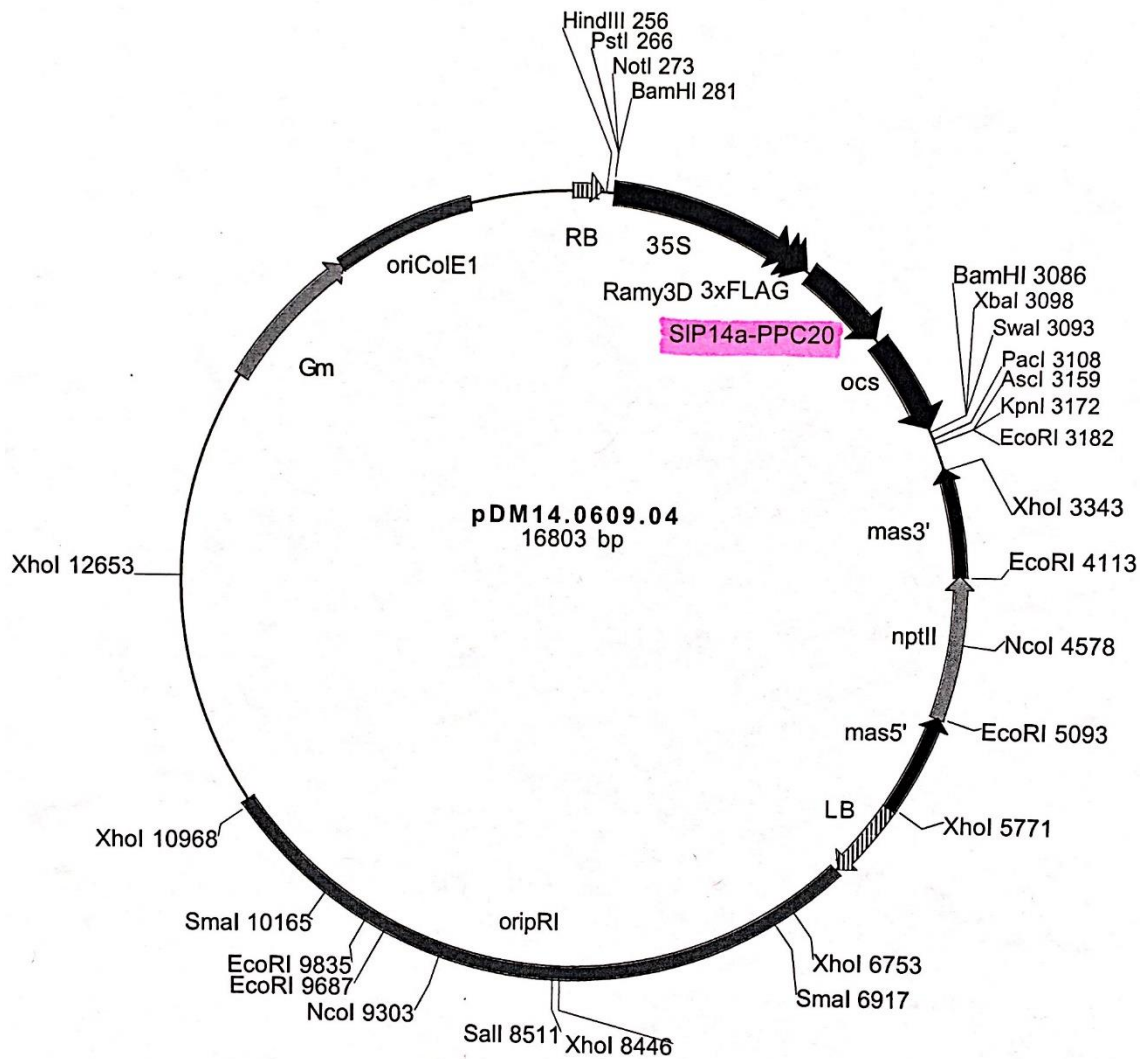 HindIII 256
PstI 266
NotI 273
BamHI 281
RB
35S
oriColE1
Ramy3D 3xFLAG
SlP14a-PPC20
ocs
Gm
BamHI 3086
XbaI 3098
SwaI 3093
PacI 3108
AscI 3159
KpnI 3172
EcoRI 3182
XhoI 3343
mas3'
pDM14.0609.04
16803 bp
XhoI 12653
EcoRI 4113
nptII
NcoI 4578
mas5'
EcoRI 5093
LB
XhoI 5771
XhoI 10968
SmaI 10165
oripRI
EcoRI 9835
EcoRI 9687
NcoI 9303
SalI 8511
XhoI 8446
XhoI 6753
SmaI 6917